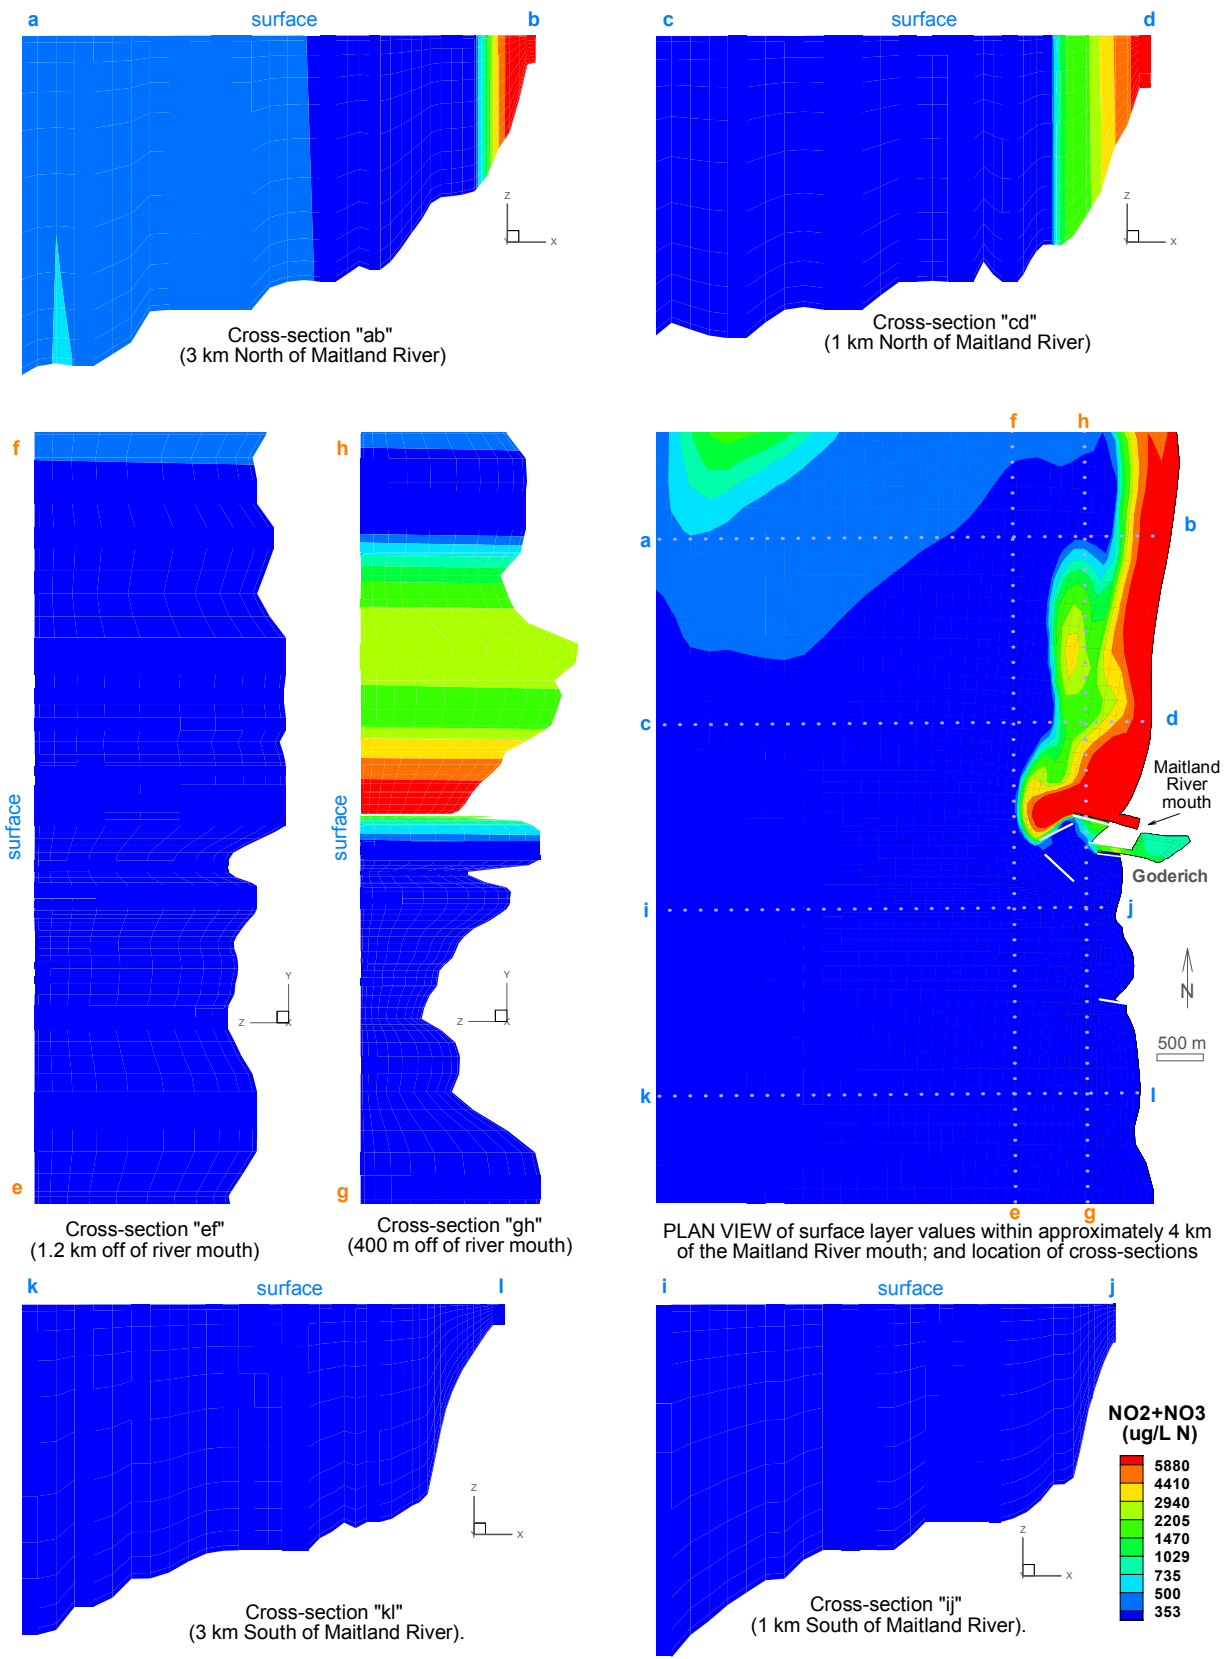 a surface b
c surface d
Z
Y X
Z
Y X
Cross-section "ab"
(3 km North of Maitland River)
Cross-section "cd"
(1 km North of Maitland River)
f
h
f h
surface
surface
a b
c d
Maitland
River
mouth
Goderich
i j
N
500 m
k l
Y
Z X
Y
Z X
e
g
e g
Cross-section "ef"
(1.2 km off of river mouth)
Cross-section "gh"
(400 m off of river mouth)
PLAN VIEW of surface layer values within approximately 4 km
of the Maitland River mouth; and location of cross-sections
k surface l
i surface j
Z
Y X
Z
Y X
Cross-section "kl"
(3 km South of Maitland River).
Cross-section "ij"
(1 km South of Maitland River).
NO2+NO3
(ug/L N)
5880
4410
2940
2205
1470
1029
735
500
353